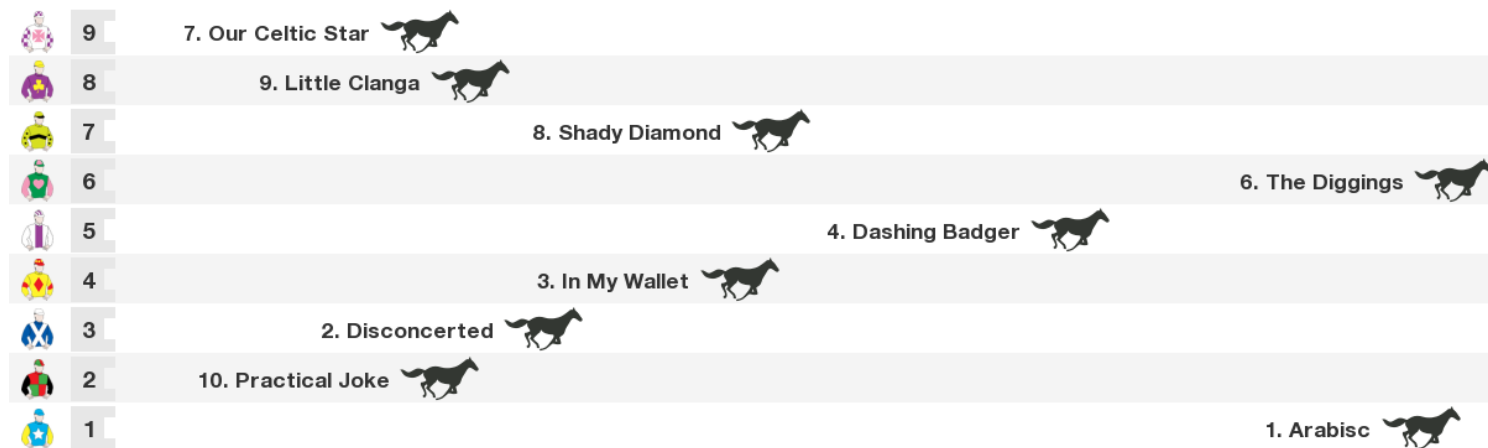 9 7. Our Celtic Star
8 9. Little Clanga
7 8. Shady Diamond
6 6. The Diggings
5 4. Dashing Badger
4 3. In My Wallet
3 2. Disconcerted
2 10. Practical Joke
1 1. Arabisc